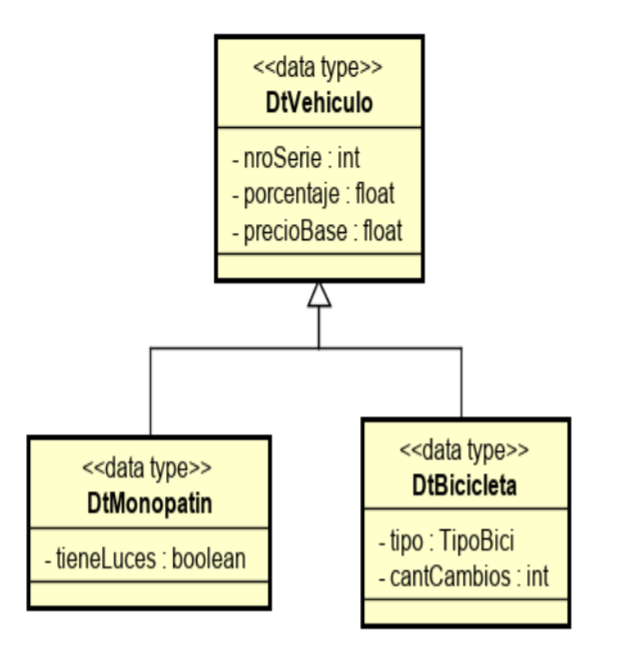 <<data type>>
DtVehiculo
- nroSerie : int
- porcentaje : float
- precioBase : float
<<data type>>
DtMonopatin
- tieneLuces : boolean
<<data type>>
DtBicicleta
- tipo : TipoBici
- cantCambios : int